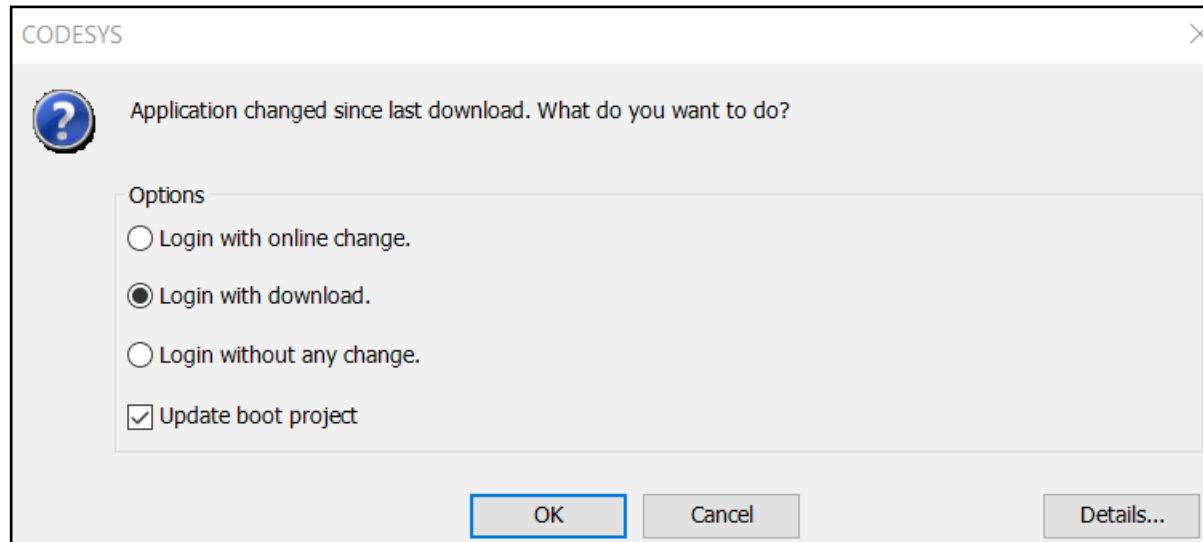 CODESYS
Application changed since last download. What do you want to do?
Options
Login with online change.
Login with download.
Login without any change.
Update boot project
OK
Cancel
Details...